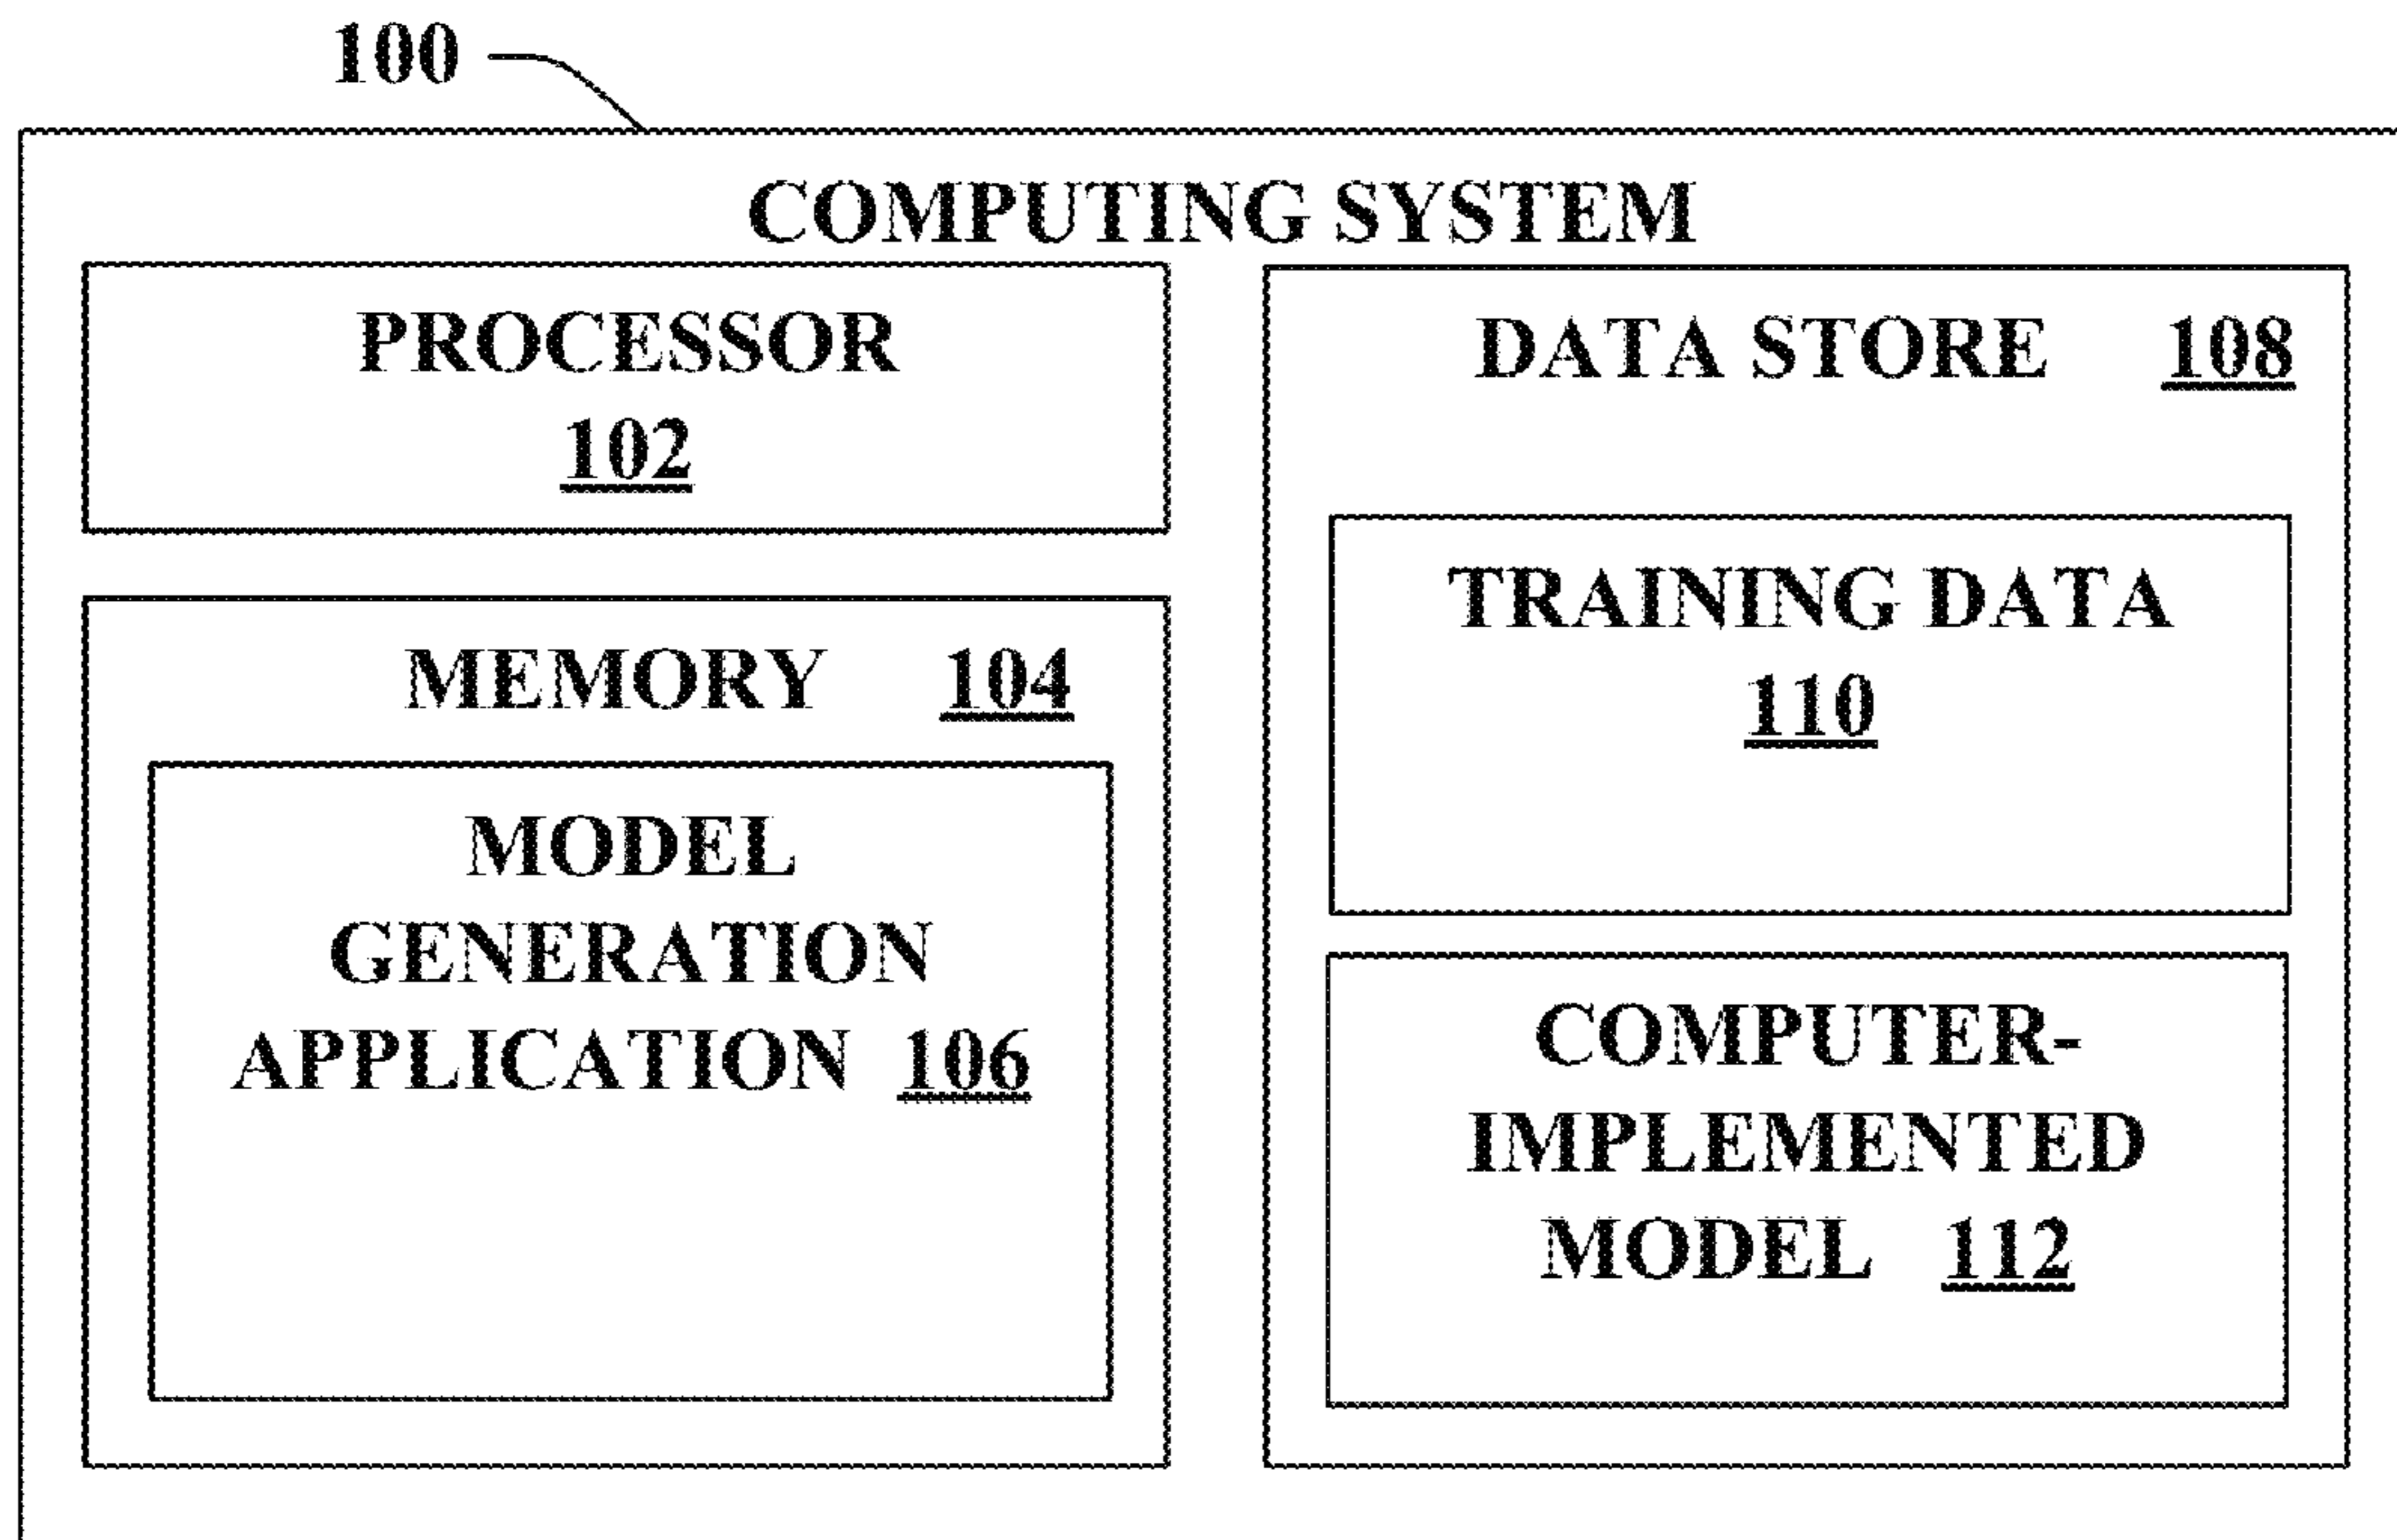 100
COMPUTING SYSTEM
PROCESSOR
102
MEMORY 104
MODEL
GENERATION
APPLICATION 106
DATA STORE 108
TRAINING DATA
110
COMPUTER-
IMPLEMENTED
MODEL 112